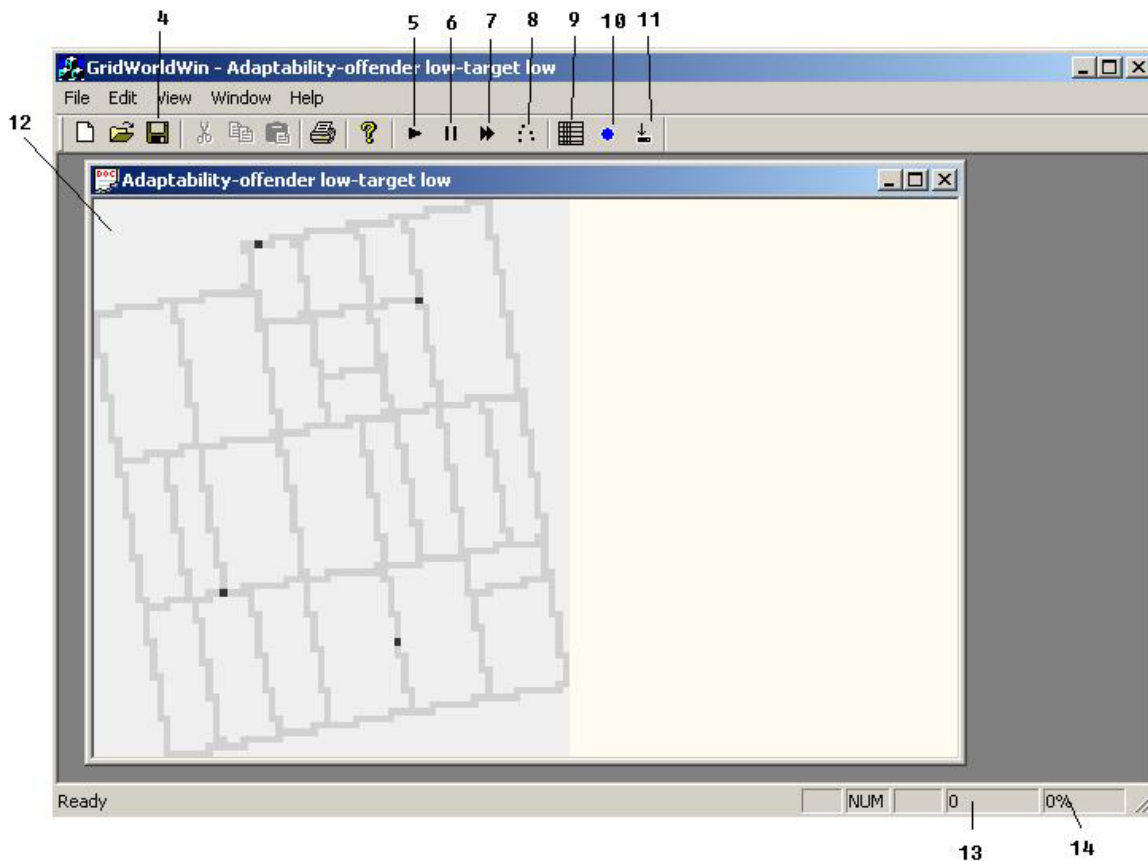 4 5 6 7 8 9 10 11
GridWorldWin - Adaptability-offender low-target low
File Edit View Window Help
12
DOC Adaptability-offender low-target low
Ready NUM 0 0%
13 14